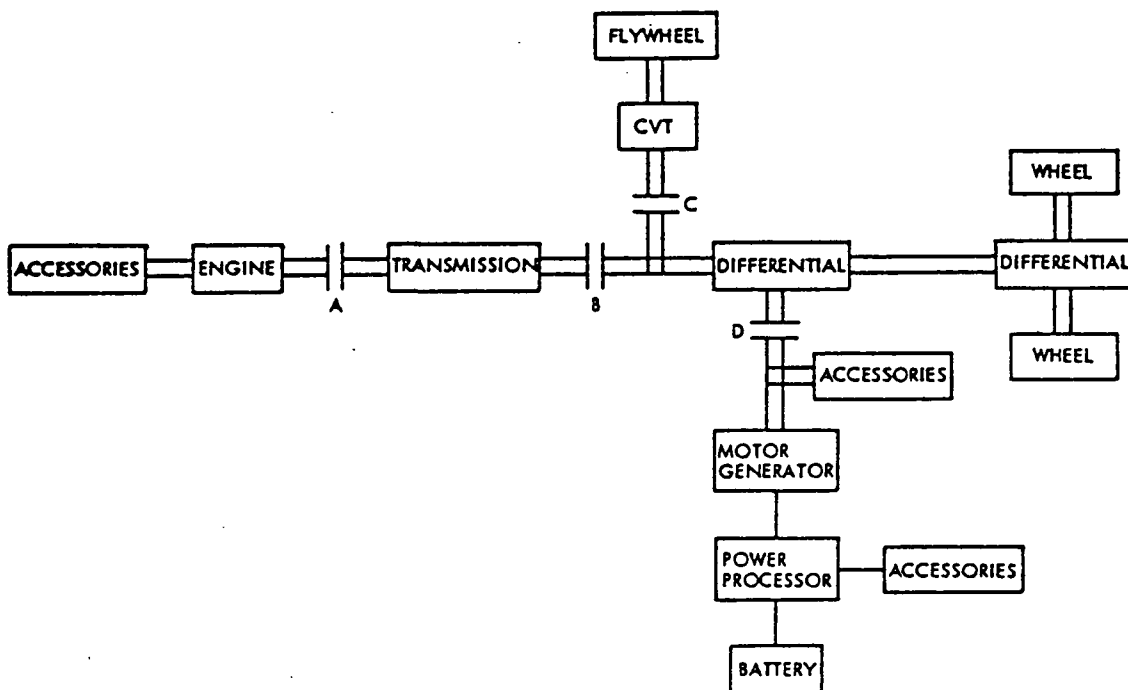 FLYWHEEL
CVT
C
WHEEL
ACCESSORIES
ENGINE
TRANSMISSION
DIFFERENTIAL
DIFFERENTIAL
A
B
D
WHEEL
ACCESSORIES
MOTOR
GENERATOR
POWER
PROCESSOR
ACCESSORIES
BATTERY